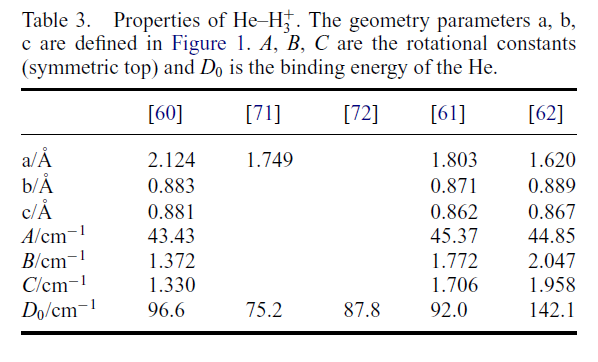 Table 3. Properties of He–H₃⁺. The geometry parameters a, b,
c are defined in Figure 1. A, B, C are the rotational constants
(symmetric top) and D₀ is the binding energy of the He.
[60] [71] [72] [61] [62]
a/Å 2.124 1.749 1.803 1.620
b/Å 0.883 0.871 0.889
c/Å 0.881 0.862 0.867
A/cm⁻¹ 43.43 45.37 44.85
B/cm⁻¹ 1.372 1.772 2.047
C/cm⁻¹ 1.330 1.706 1.958
D₀/cm⁻¹ 96.6 75.2 87.8 92.0 142.1